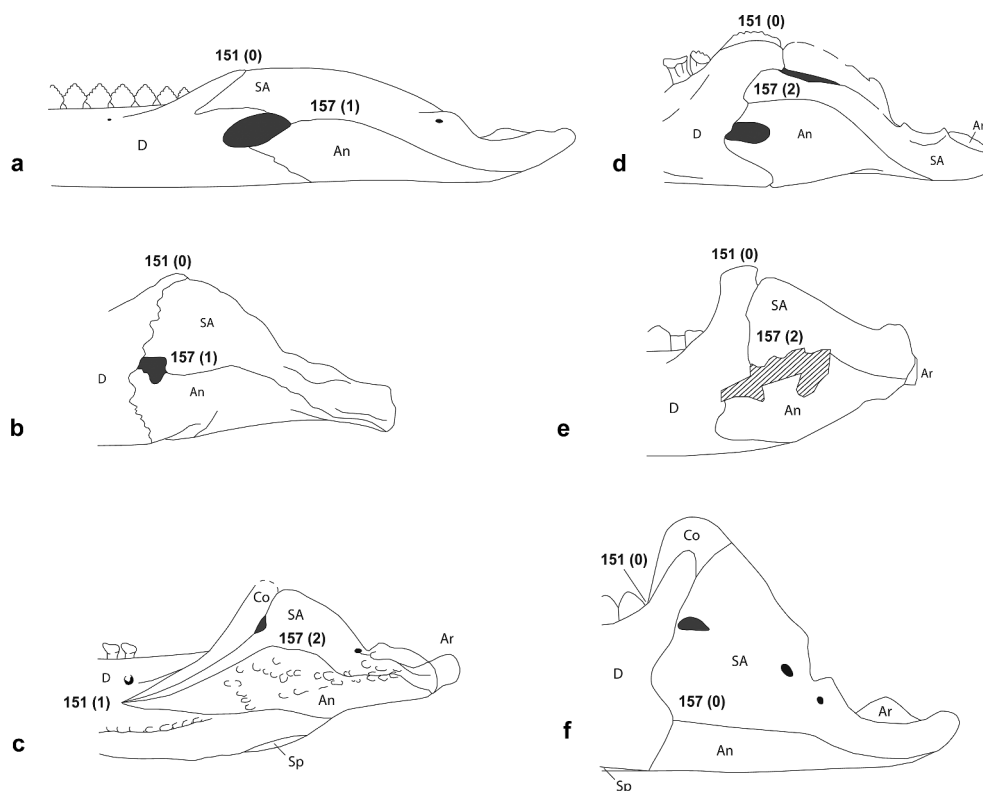 151 (0)
SA
157 (1)
D
An
a
151 (0)
157 (2)
D
An
Ar
SA
d
151 (0)
SA
157 (1)
D
An
b
151 (0)
SA
157 (2)
Ar
D
An
e
Co
SA
157 (2)
Ar
D
151 (1)
An
c
Sp
Co
151 (0)
D
SA
157 (0)
Ar
An
f
Sp